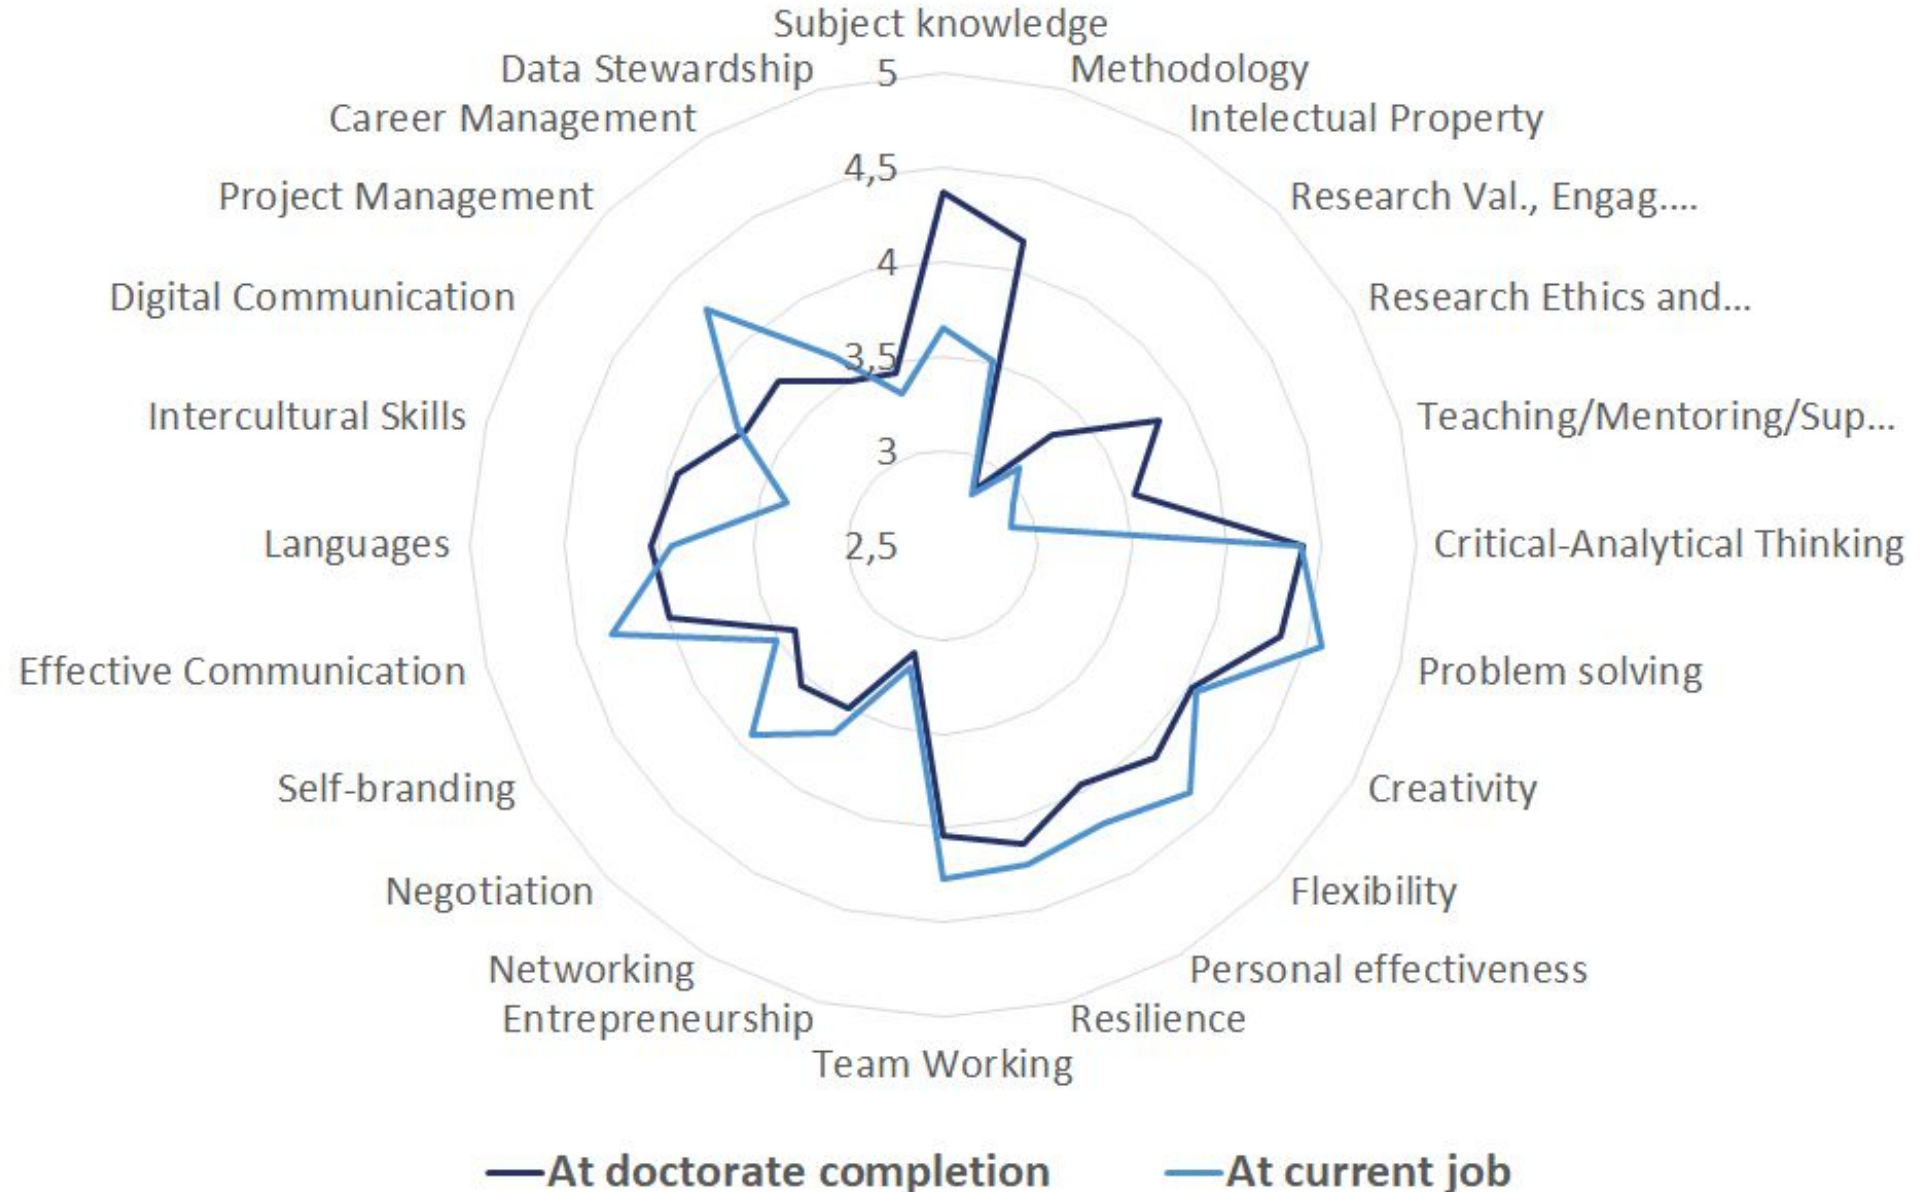 Subject knowledge
Data Stewardship
5
Methodology
Career Management
Intelectual Property
4,5
Project Management
Research Val., Engag....
4
Digital Communication
Research Ethics and...
3,5
Intercultural Skills
Teaching/Mentoring/Sup...
3
Languages
2,5
Critical-Analytical Thinking
Effective Communication
Problem solving
Self-branding
Creativity
Negotiation
Flexibility
Networking
Personal effectiveness
Entrepreneurship
Resilience
Team Working
At doctorate completion
At current job